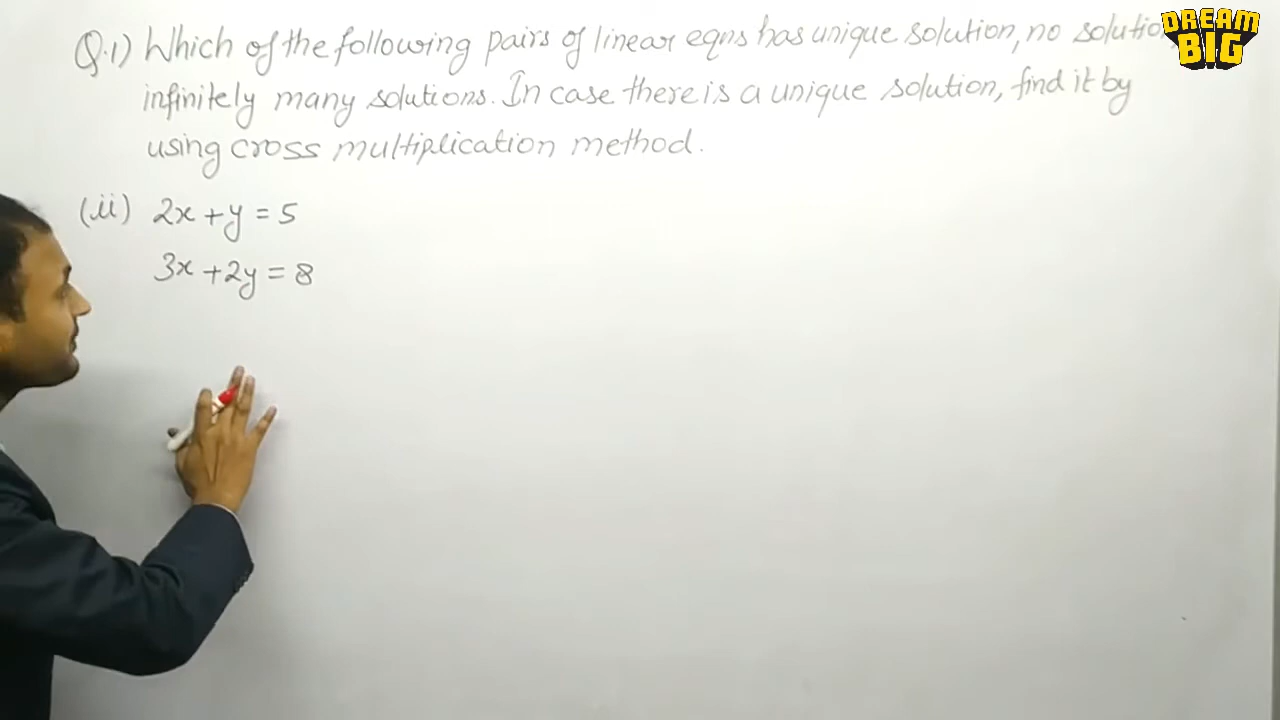 Q.1) Which of the following pairs of linear eqns has unique solution, no
infinitely many solutions. In case there is a unique solution, find it by
using cross multiplication method.
(ii) 2x + y = 5
3x + 2y = 8
DREAM
BIG